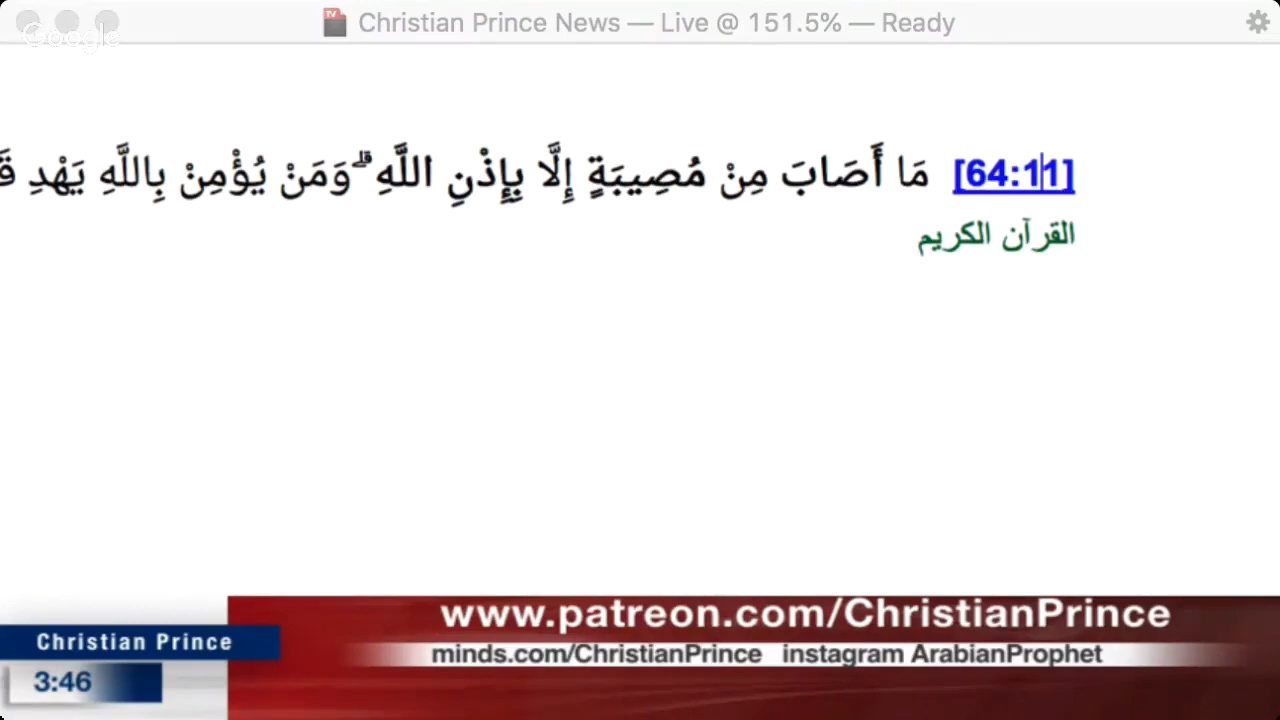 Google
Christian Prince News — Live @ 151.5% — Ready
[64:11] مَا أَصَابَ مِنْ مُصِيبَةٍ إِلَّا بِإِذْنِ اللَّهِ ۗ وَمَنْ يُؤْمِنْ بِاللَّهِ يَهْدِ
القرآن الكريم
www.patreon.com/ChristianPrince
Christian Prince
minds.com/ChristianPrince instagram ArabianProphet
3:46